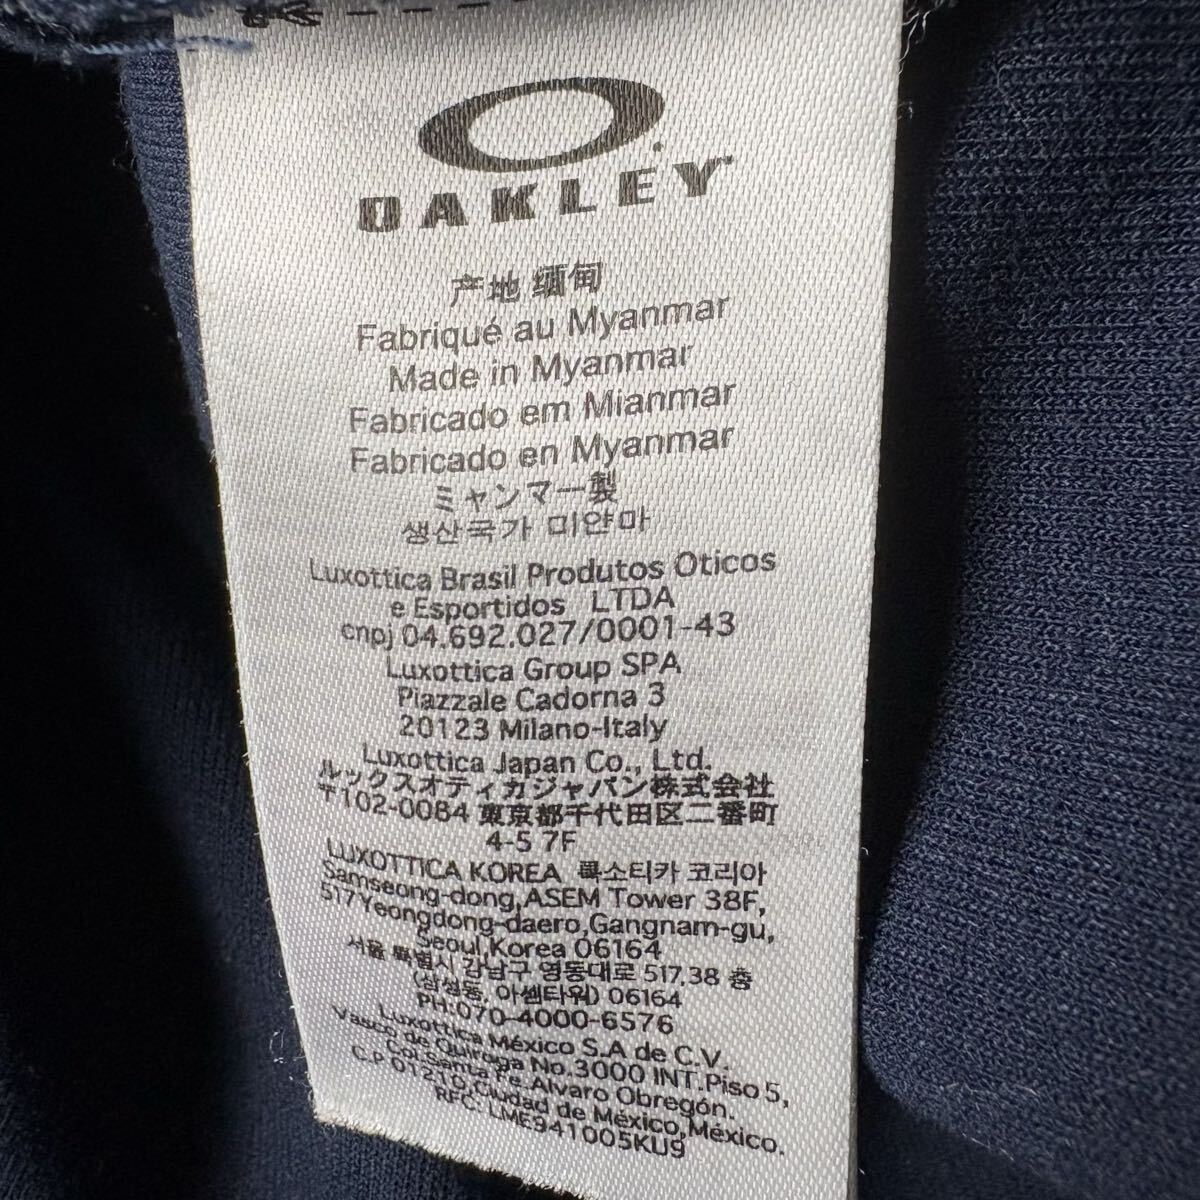 OAKLEY
产地 缅甸
Fabriqué au Myanmar
Made in Myanmar
Fabricado em Mianmar
Fabricado en Myanmar
ミャンマー製
생산국가 미얀마
Luxottica Brasil Produtos Oticos
e Esportidos LTDA
cnpj 04.692.027/0001-43
Luxottica Group SPA
Piazzale Cadorna 3
20123 Milano-Italy
Luxottica Japan Co., Ltd.
ルックスオティカジャパン株式会社
〒102-0084 東京都千代田区二番町
4-5 7F
LUXOTTICA KOREA 룩소티카 코리아
Samseong-dong,ASEM Tower 38F,
517Yeongdong-daero,Gangnam-gu,
Seoul,Korea 06164
서울 특별시 강남구 영동대로 517,38 층
(삼성동, 아셈타워) 06164
PH:070-4000-6576
Luxottica México S.A de C.V.
Vasco de Quiroga No.3000 INT.Piso 5,
Col.Santa Fe.Alvaro Obregón.
C.P.01210,Ciudad de México,México.
RFC: LME941005KU9